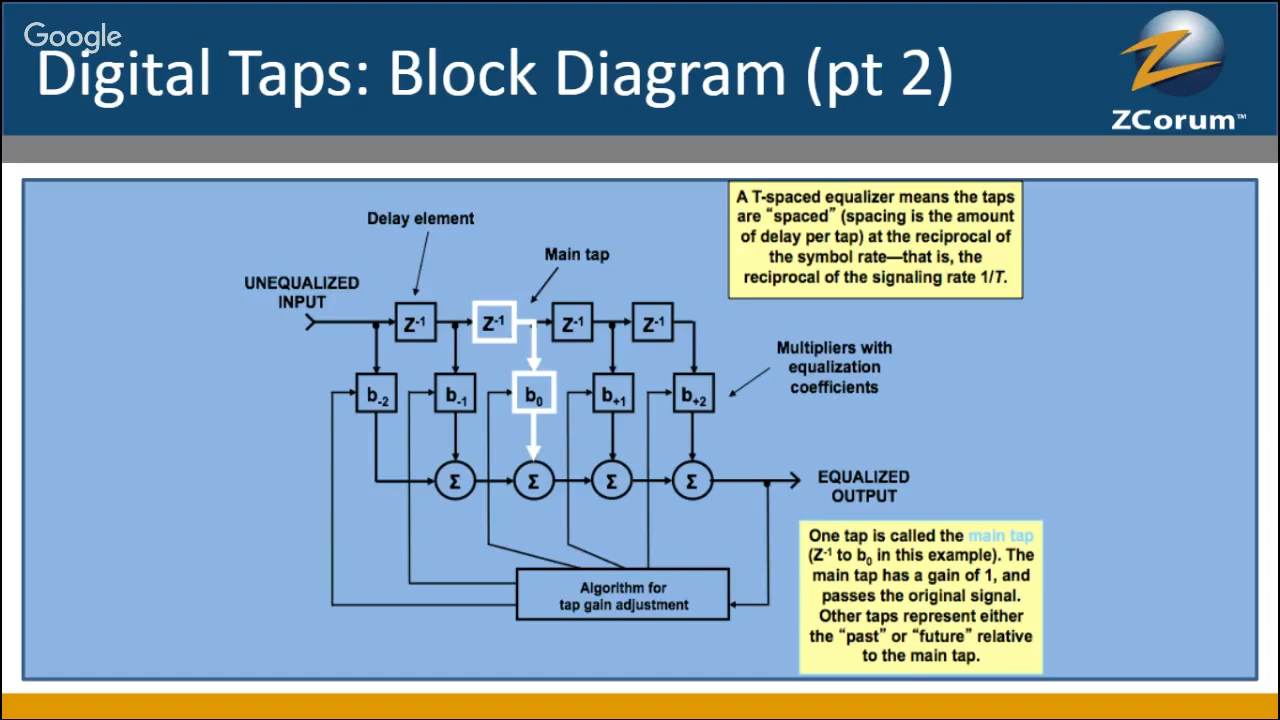 Google
Digital Taps: Block Diagram (pt 2)
ZCorum™
A T-spaced equalizer means the taps
are “spaced” (spacing is the amount
of delay per tap) at the reciprocal of
the symbol rate—that is, the
reciprocal of the signaling rate 1/T.
Delay element
Main tap
UNEQUALIZED
INPUT
Z-1 Z-1 Z-1 Z-1
Multipliers with
equalization
coefficients
b-2 b-1 b0 b+1 b+2
Σ Σ Σ Σ
EQUALIZED
OUTPUT
Algorithm for
tap gain adjustment
One tap is called the main tap
(Z-1 to b0 in this example). The
main tap has a gain of 1, and
passes the original signal.
Other taps represent either
the “past” or “future” relative
to the main tap.